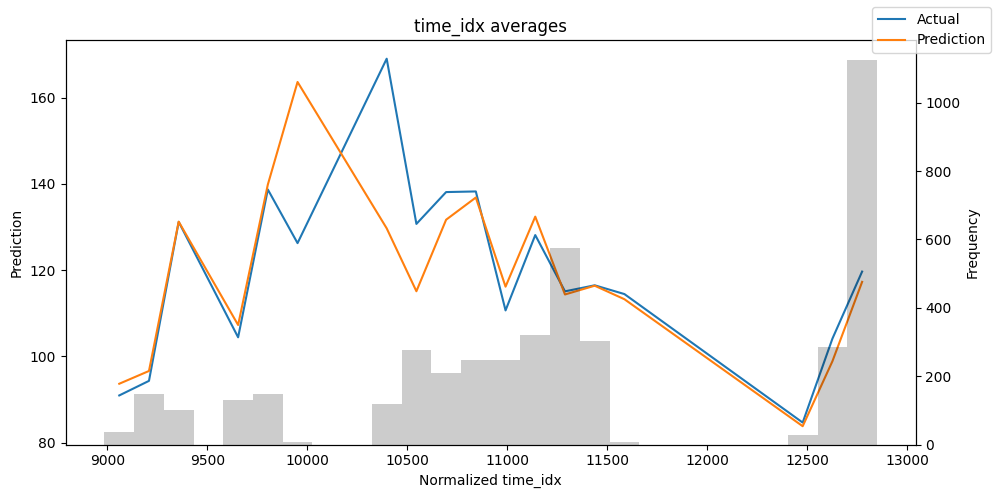 time_idx averages
Actual
Prediction
Prediction
160
140
120
100
80
1000
800
600
400
200
0
Frequency
9000 9500 10000 10500 11000 11500 12000 12500 13000
Normalized time_idx